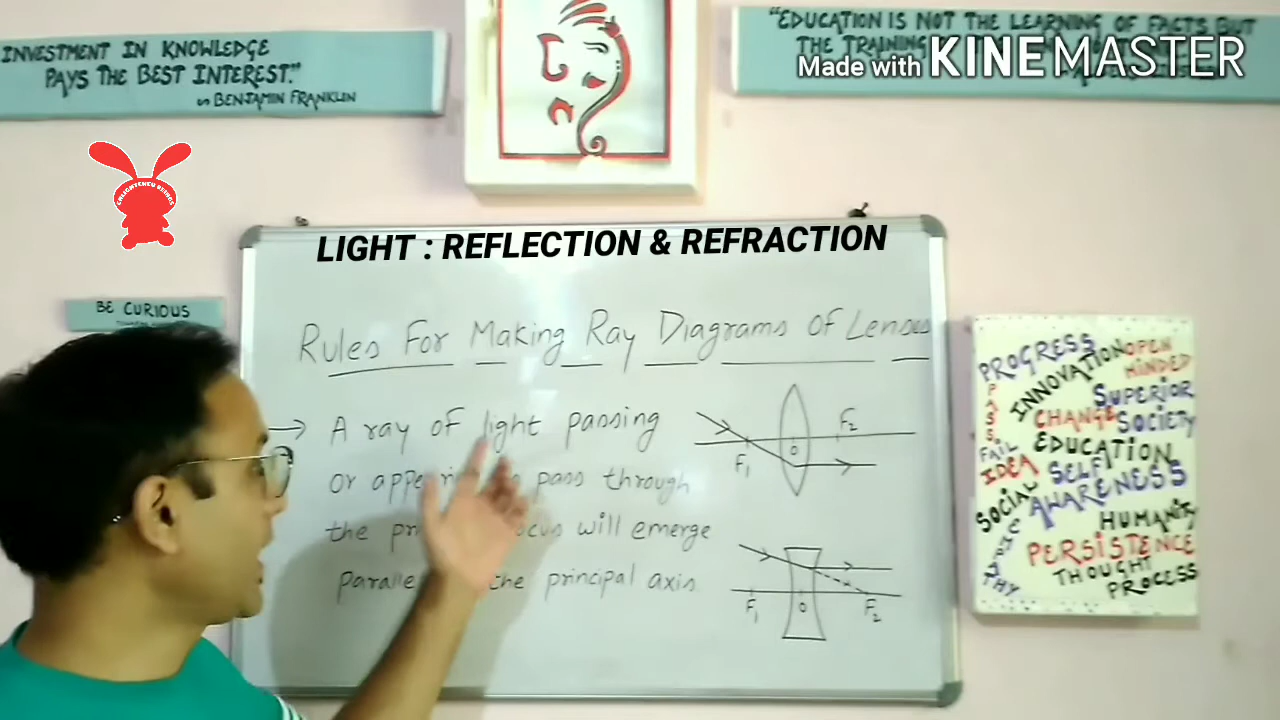 INVESTMENT IN KNOWLEDGE
PAYS THE BEST INTEREST."
BENJAMIN FRANKLIN
"EDUCATION IS NOT THE LEARNING OF FACTS BUT
THE TRAINING
Made with KINEMASTER
LIGHT : REFLECTION & REFRACTION
BE CURIOUS
Rules For Making Ray Diagrams Of Lenses
→ A ray of light passing
or pass through
the will emerge
the principal axis.
F1 O F2
F1 O F2
PROGRESS
PASS
FAIL
INNOVATION
OPEN
MINDED
SUPERIOR
SOCIETY
CHANGE
EDUCATION
IDEA
SELF
AWARENESS
SOCIAL
HUMANITY
PERSISTENCE
THOUGHT
PROCESS